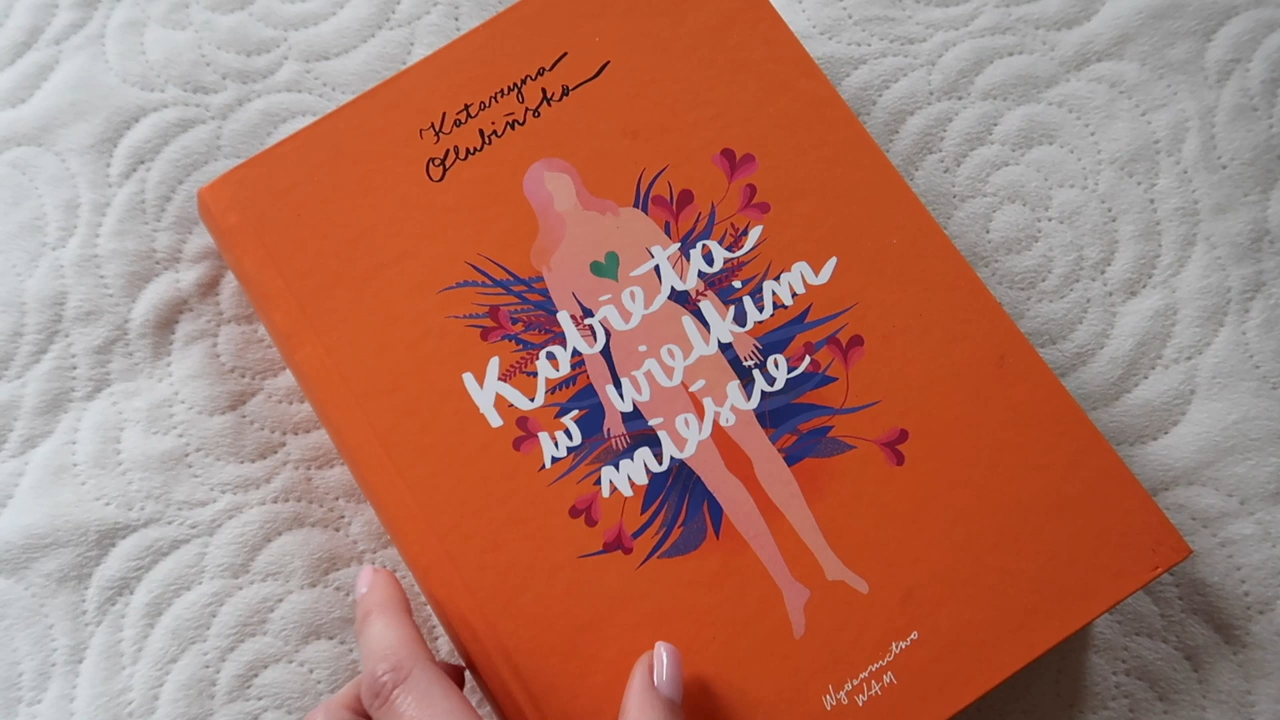 Katarzyna
Olubińska
Kobieta
w wielkim
mieście
Wydawnictwo
WAM